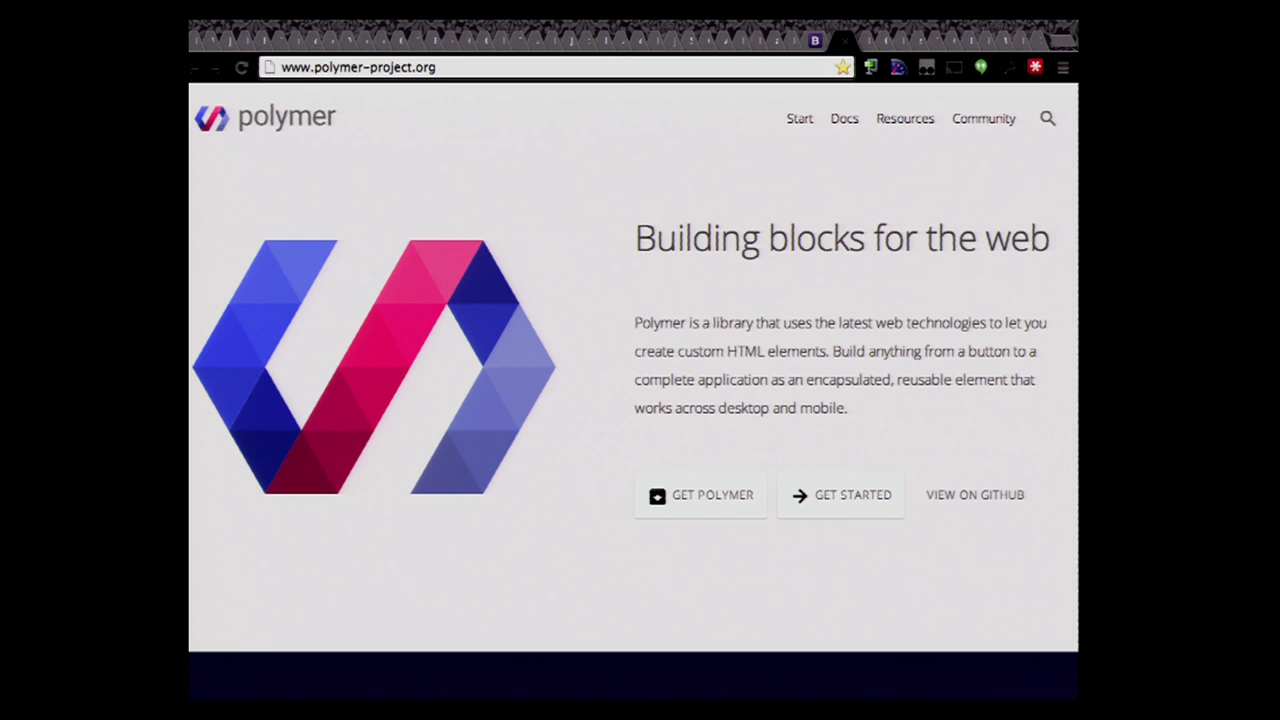 B
www.polymer-project.org
polymer
Start Docs Resources Community
Building blocks for the web
Polymer is a library that uses the latest web technologies to let you
create custom HTML elements. Build anything from a button to a
complete application as an encapsulated, reusable element that
works across desktop and mobile.
GET POLYMER GET STARTED VIEW ON GITHUB